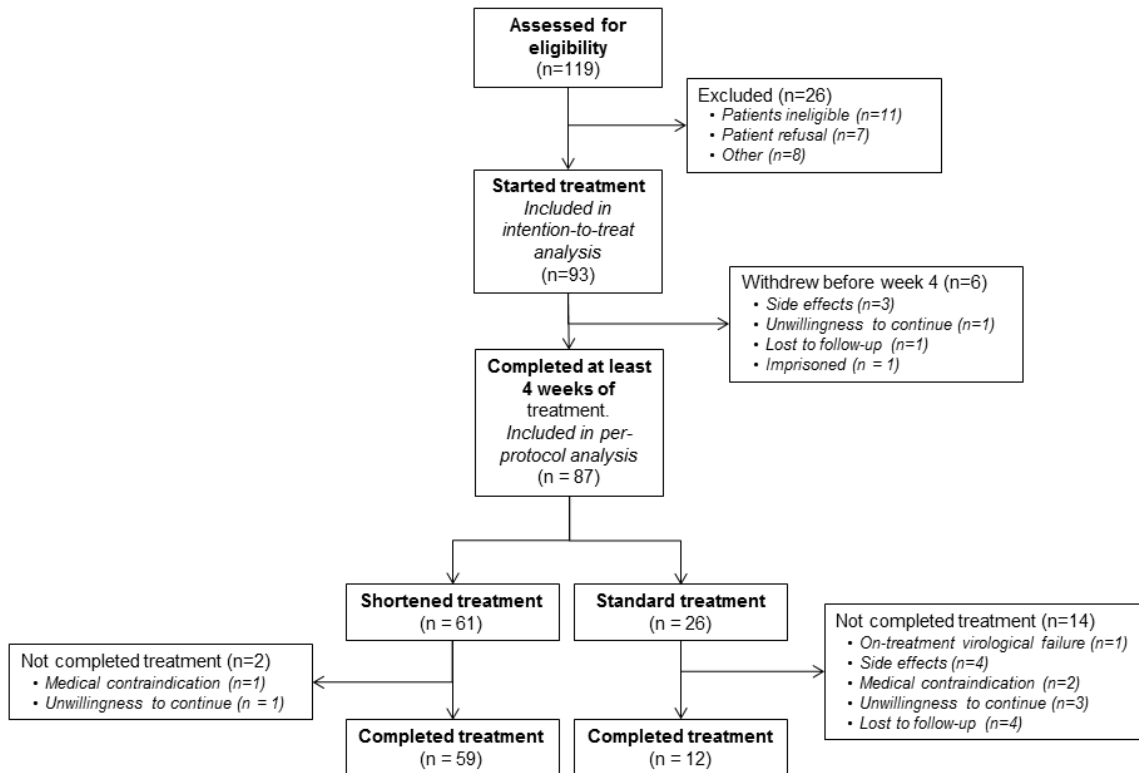 Assessed for
eligibility
(n=119)
Excluded (n=26)
• Patients ineligible (n=11)
• Patient refusal (n=7)
• Other (n=8)
Started treatment
Included in
intention-to-treat
analysis
(n=93)
Withdrew before week 4 (n=6)
• Side effects (n=3)
• Unwillingness to continue (n=1)
• Lost to follow-up (n=1)
• Imprisoned (n = 1)
Completed at least
4 weeks of
treatment.
Included in per-
protocol analysis
(n = 87)
Shortened treatment
(n = 61)
Standard treatment
(n = 26)
Not completed treatment (n=2)
• Medical contraindication (n=1)
• Unwillingness to continue (n = 1)
Not completed treatment (n=14)
• On-treatment virological failure (n=1)
• Side effects (n=4)
• Medical contraindication (n=2)
• Unwillingness to continue (n=3)
• Lost to follow-up (n=4)
Completed treatment
(n = 59)
Completed treatment
(n = 12)